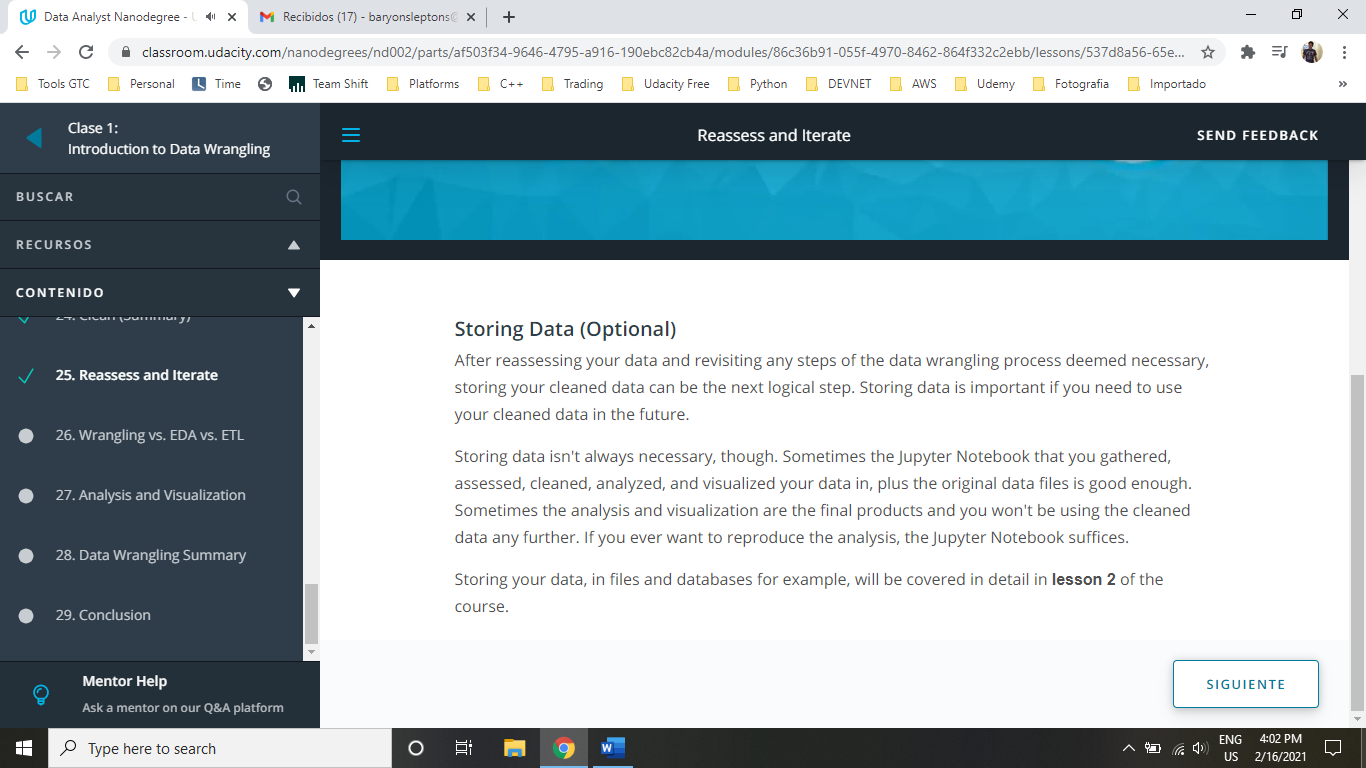 Data Analyst Nanodegree - U
Recibidos (17) - baryonsleptons@
classroom.udacity.com/nanodegrees/nd002/parts/af503f34-9646-4795-a916-190ebc82cb4a/modules/86c36b91-055f-4970-8462-864f332c2ebb/lessons/537d8a56-65e...
Tools GTC Personal Time Team Shift Platforms C++ Trading Udacity Free Python DEVNET AWS Udemy Fotografia Importado »
Clase 1:
Introduction to Data Wrangling
Reassess and Iterate
SEND FEEDBACK
BUSCAR
RECURSOS
CONTENIDO
24. Clean (Summary)
25. Reassess and Iterate
26. Wrangling vs. EDA vs. ETL
27. Analysis and Visualization
28. Data Wrangling Summary
29. Conclusion
Mentor Help
Ask a mentor on our Q&A platform
Storing Data (Optional)
After reassessing your data and revisiting any steps of the data wrangling process deemed necessary,
storing your cleaned data can be the next logical step. Storing data is important if you need to use
your cleaned data in the future.
Storing data isn't always necessary, though. Sometimes the Jupyter Notebook that you gathered,
assessed, cleaned, analyzed, and visualized your data in, plus the original data files is good enough.
Sometimes the analysis and visualization are the final products and you won't be using the cleaned
data any further. If you ever want to reproduce the analysis, the Jupyter Notebook suffices.
Storing your data, in files and databases for example, will be covered in detail in lesson 2 of the
course.
SIGUIENTE
Type here to search
W
ENG
US
4:02 PM
2/16/2021